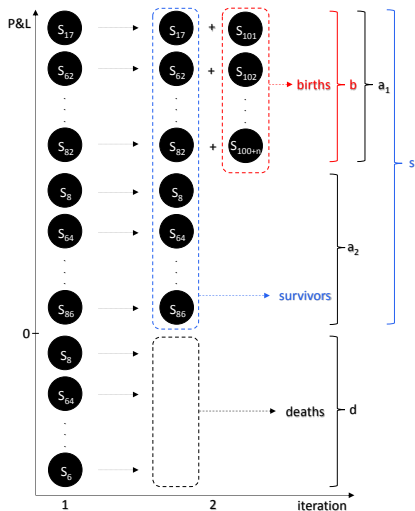 P&L
S17 S17 + S101
S62 S62 + S102
births b a1
S82 S82 + S100+n
s
S8 S8
S64 S64
a2
survivors
S86 S86
0
S8
S64
deaths d
S6
1 2 iteration